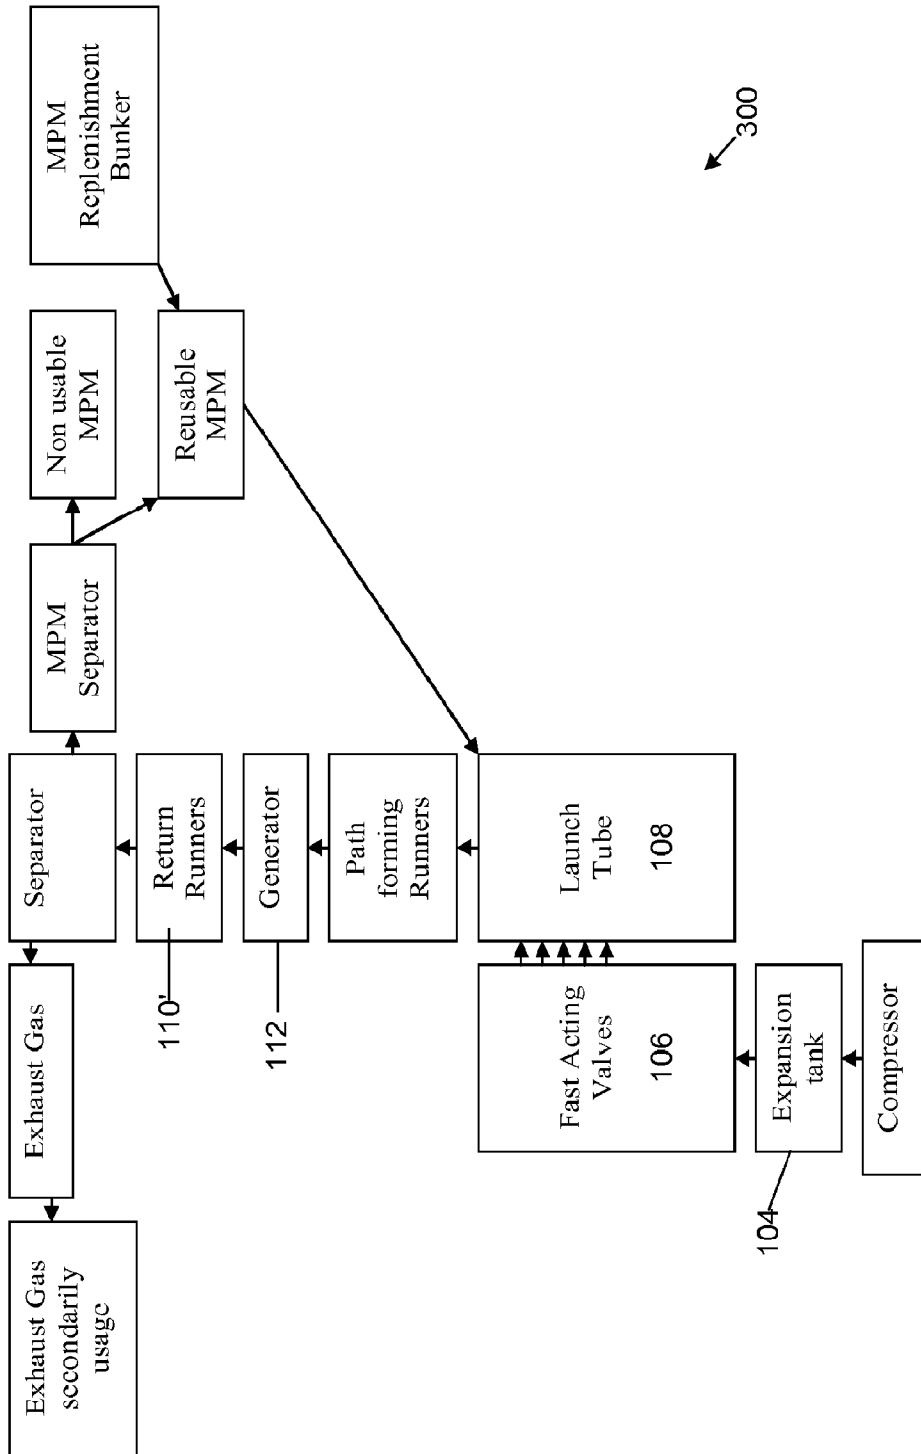 Exhaust Gas
secondarily
usage
Exhaust Gas
Separator
MPM
Separator
Non usable
MPM
MPM
Replenishment
Bunker
110'
Return
Runners
Reusable
MPM
112
Generator
Path
forming
Runners
Fast Acting
Valves
106
Launch
Tube
108
300
104
Expansion
tank
Compressor